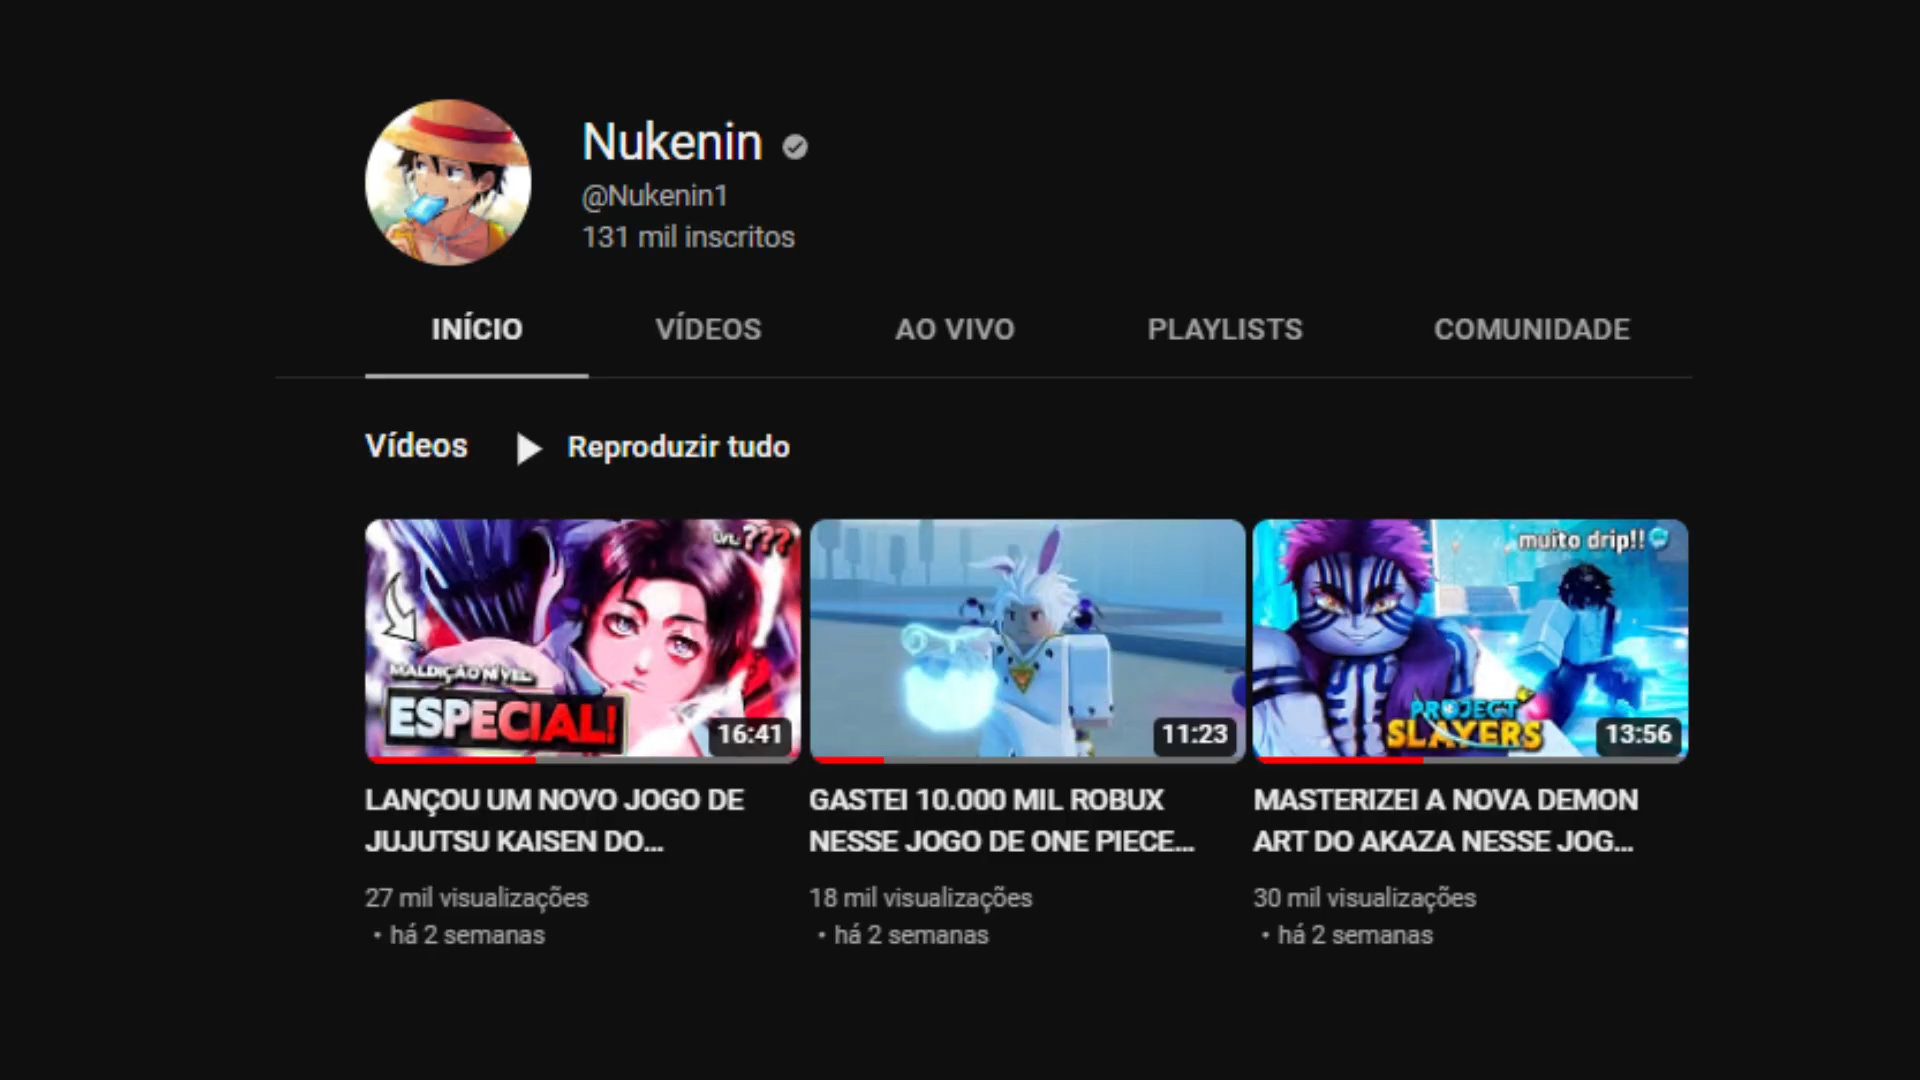 Nukenin
@Nukenin1
131 mil inscritos
INÍCIO VÍDEOS AO VIVO PLAYLISTS COMUNIDADE
Vídeos Reproduzir tudo
LVL. ???
MALDIÇÃO NÍVEL
ESPECIAL!
16:41
11:23
muito drip!!
PROJECT
SLAYERS
13:56
LANÇOU UM NOVO JOGO DE
JUJUTSU KAISEN DO...
27 mil visualizações
• há 2 semanas
GASTEI 10.000 MIL ROBUX
NESSE JOGO DE ONE PIECE...
18 mil visualizações
• há 2 semanas
MASTERIZEI A NOVA DEMON
ART DO AKAZA NESSE JOG...
30 mil visualizações
• há 2 semanas